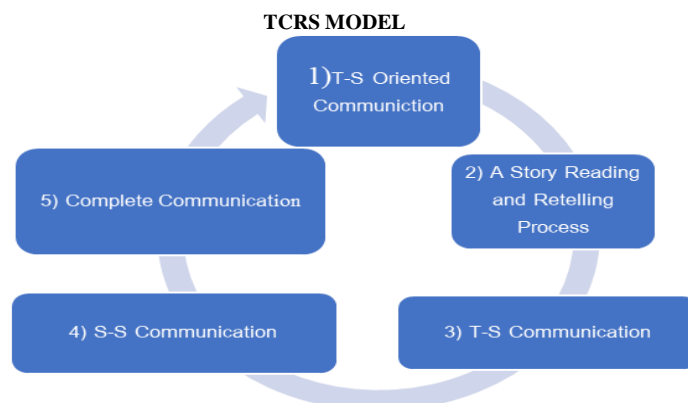 TCRS MODEL
1)T-S Oriented
Communiction
2) A Story Reading
and Retelling
Process
3) T-S Communication
4) S-S Communication
5) Complete Communication